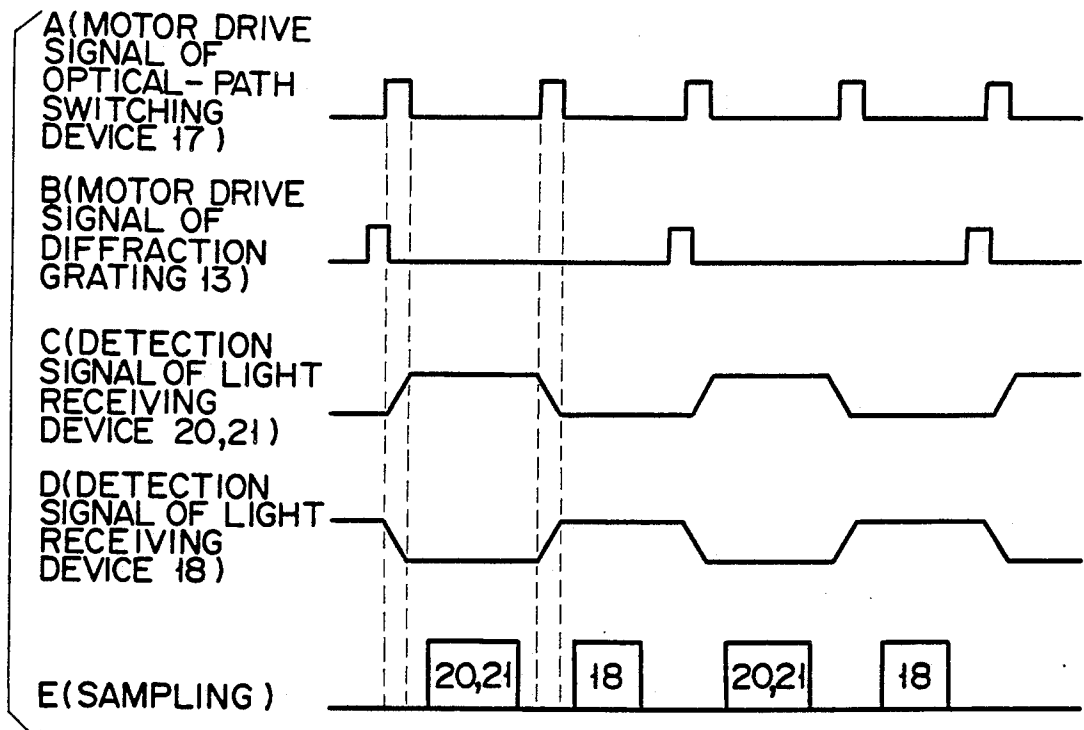 A(MOTOR DRIVE
SIGNAL OF
OPTICAL-PATH
SWITCHING
DEVICE 17)
B(MOTOR DRIVE
SIGNAL OF
DIFFRACTION
GRATING 13)
C(DETECTION
SIGNAL OF LIGHT
RECEIVING
DEVICE 20,21)
D(DETECTION
SIGNAL OF LIGHT
RECEIVING
DEVICE 18)
E(SAMPLING)
20,21 18 20,21 18